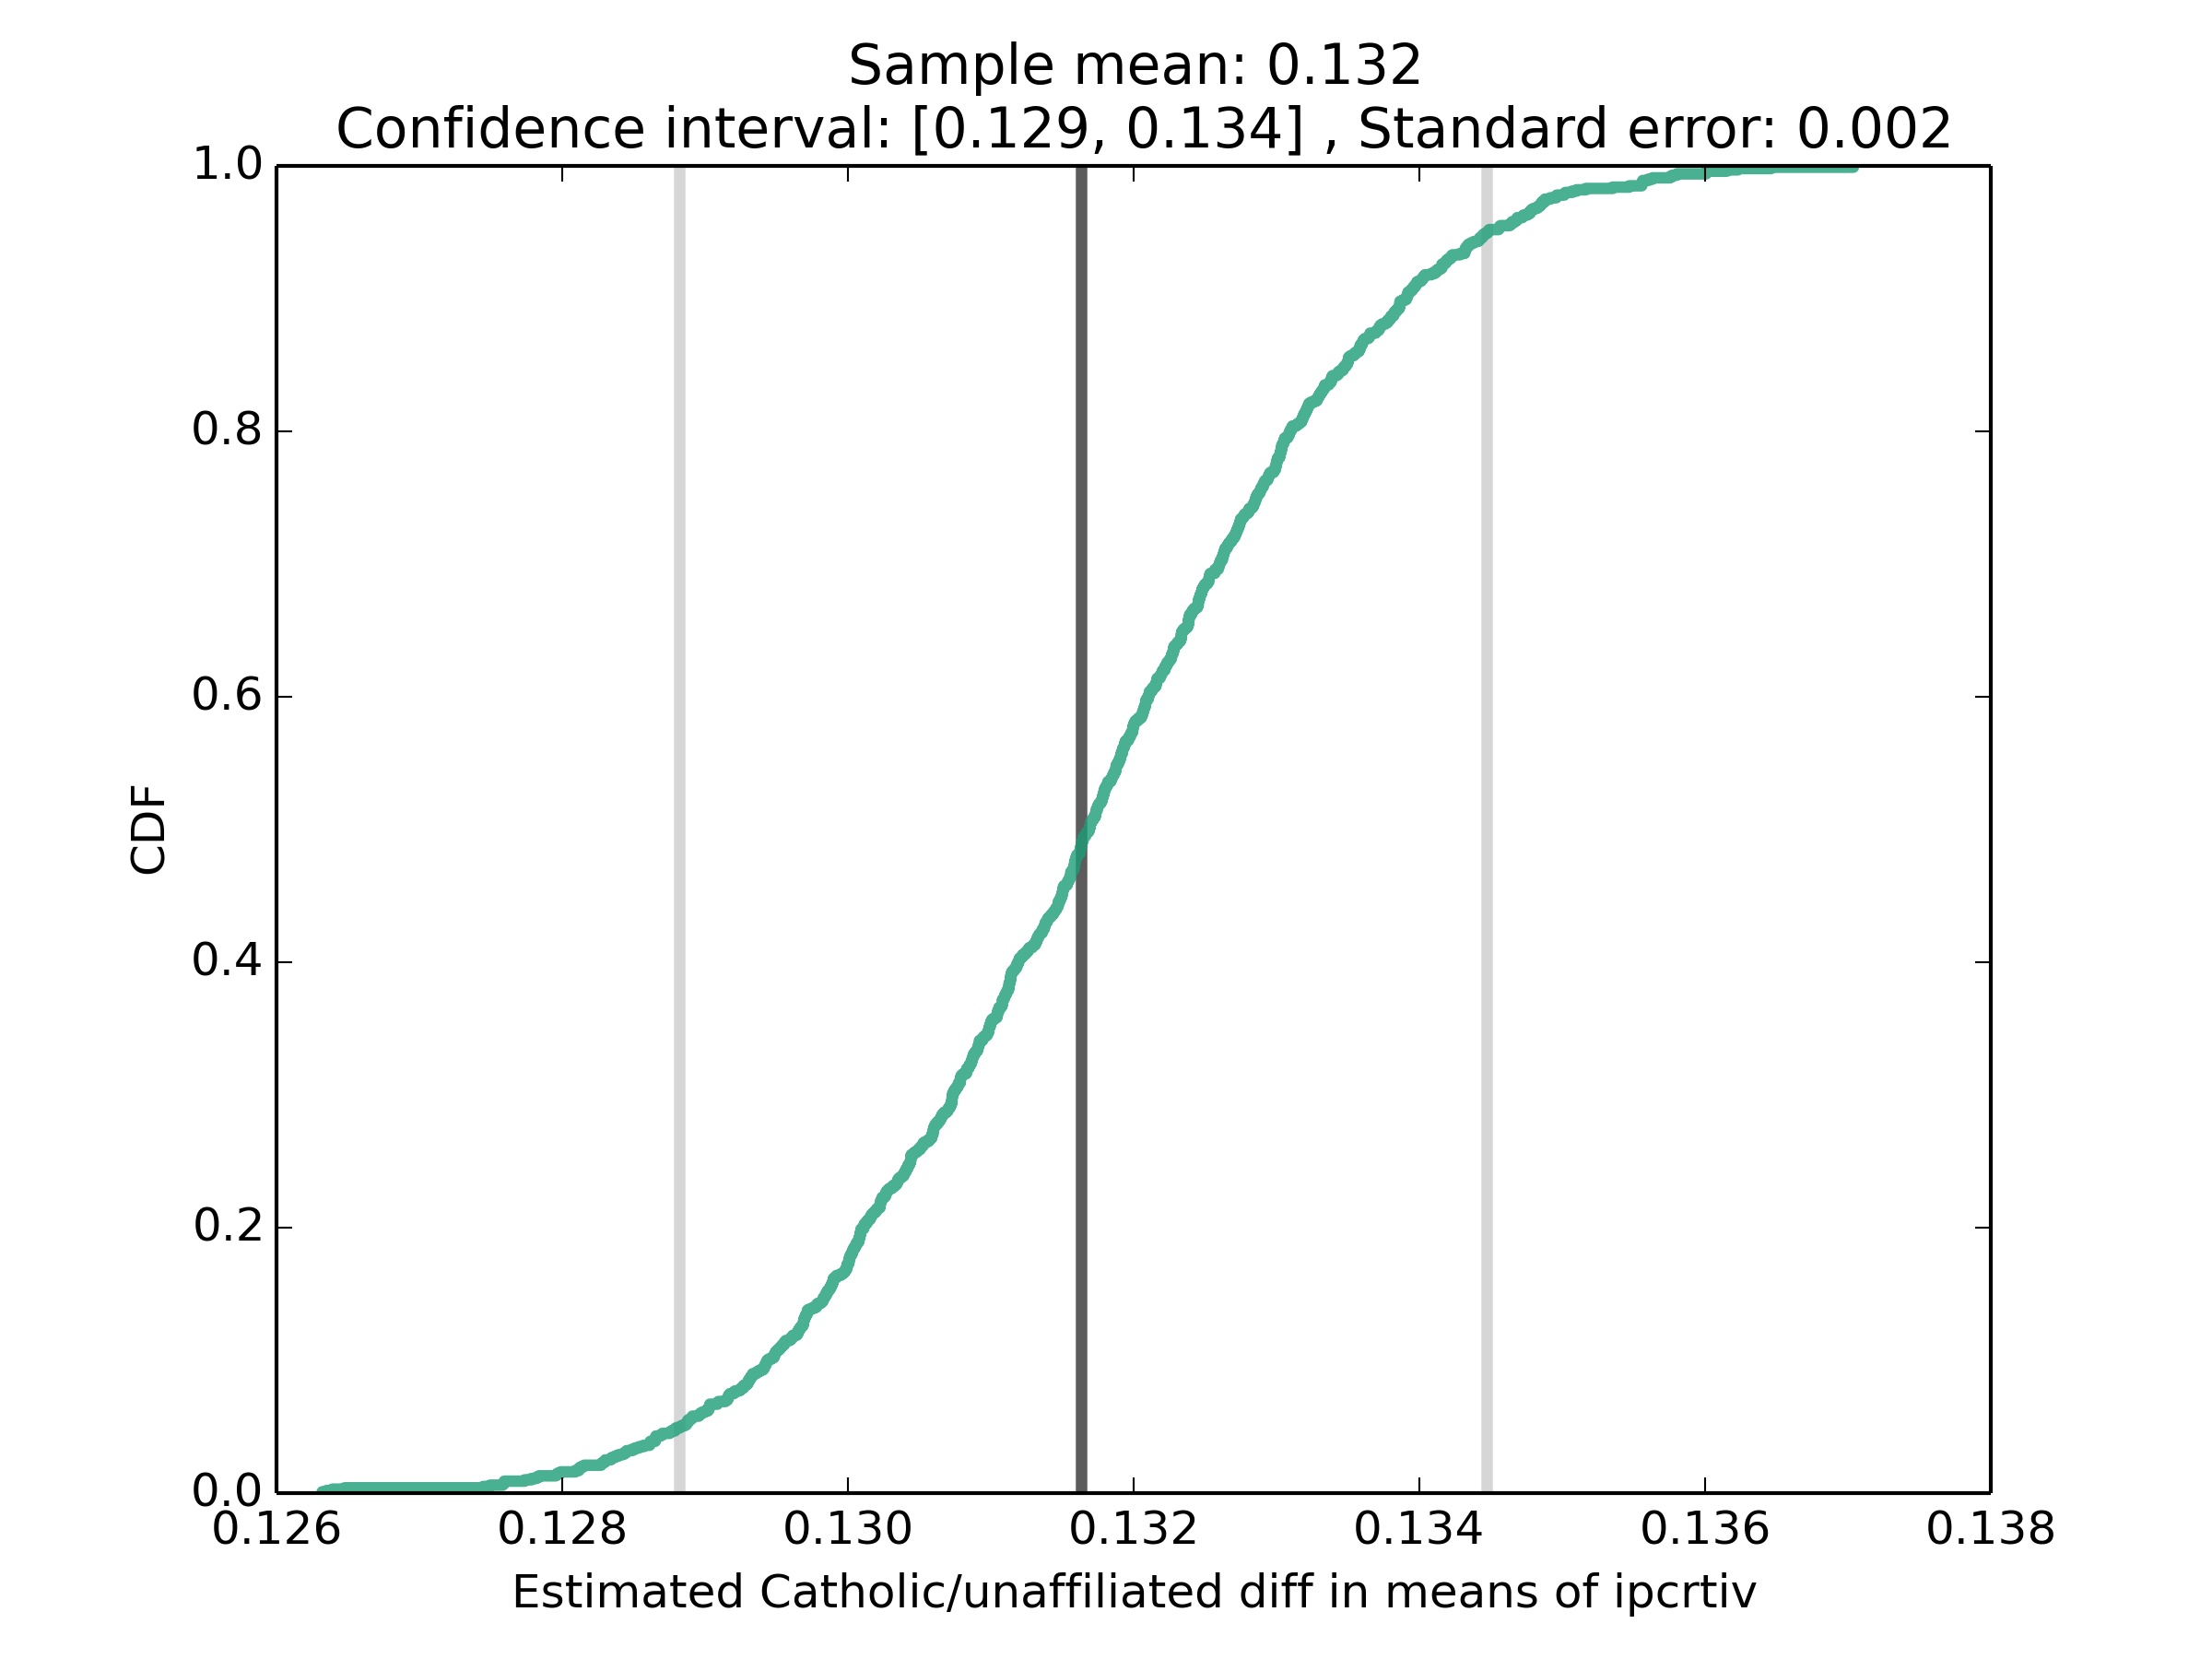 Sample mean: 0.132
Confidence interval: [0.129, 0.134] , Standard error: 0.002
1.0
0.8
0.6
0.4
0.2
0.0
CDF
0.126 0.128 0.130 0.132 0.134 0.136 0.138
Estimated Catholic/unaffiliated diff in means of ipcrtiv